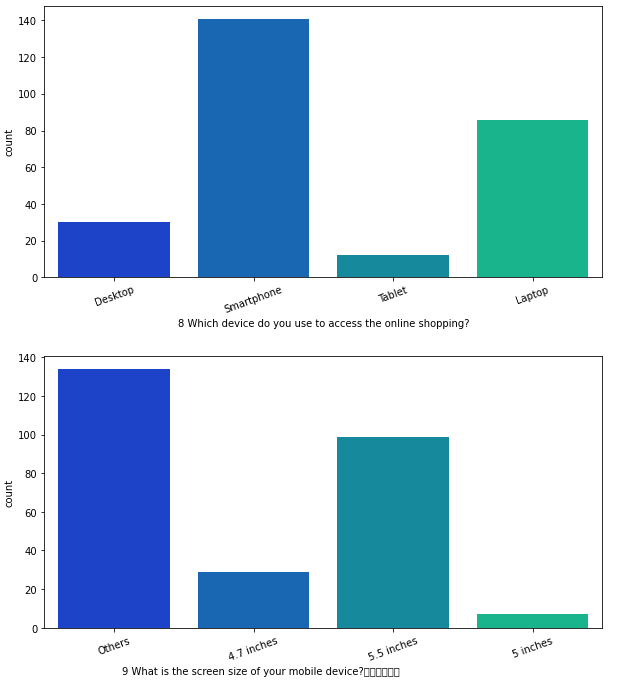 140
120
100
80
60
40
20
0
count
Desktop
Smartphone
Tablet
Laptop
8 Which device do you use to access the online shopping?
140
120
100
80
60
40
20
0
count
Others
4.7 inches
5.5 inches
5 inches
9 What is the screen size of your mobile device?